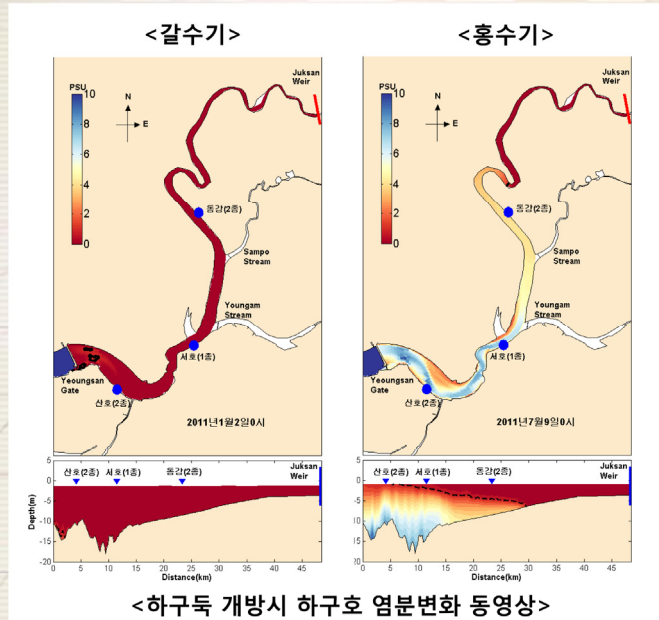 <갈수기>
<홍수기>
PSU
10
8
6
4
2
0
N
E
Juksan
Weir
동강(2종)
Sampo
Stream
Youngam
Stream
서호(1종)
Yeoungsan
Gate
산호(2종)
2011년1월2일0시
PSU
10
8
6
4
2
0
N
E
Juksan
Weir
동강(2종)
Sampo
Stream
Youngam
Stream
서호(1종)
Yeoungsan
Gate
산호(2종)
2011년7월9일0시
산호(2종) 서호(1종) 동강(2종) Juksan
Weir
Depth(m)
5
0
-5
-10
-15
-20
0 5 10 15 20 25 30 35 40 45
Distance(km)
산호(2종) 서호(1종) 동강(2종) Juksan
Weir
5
0
-5
-10
-15
-20
0 5 10 15 20 25 30 35 40 45
Distance(km)
<하구둑 개방시 하구호 염분변화 동영상>